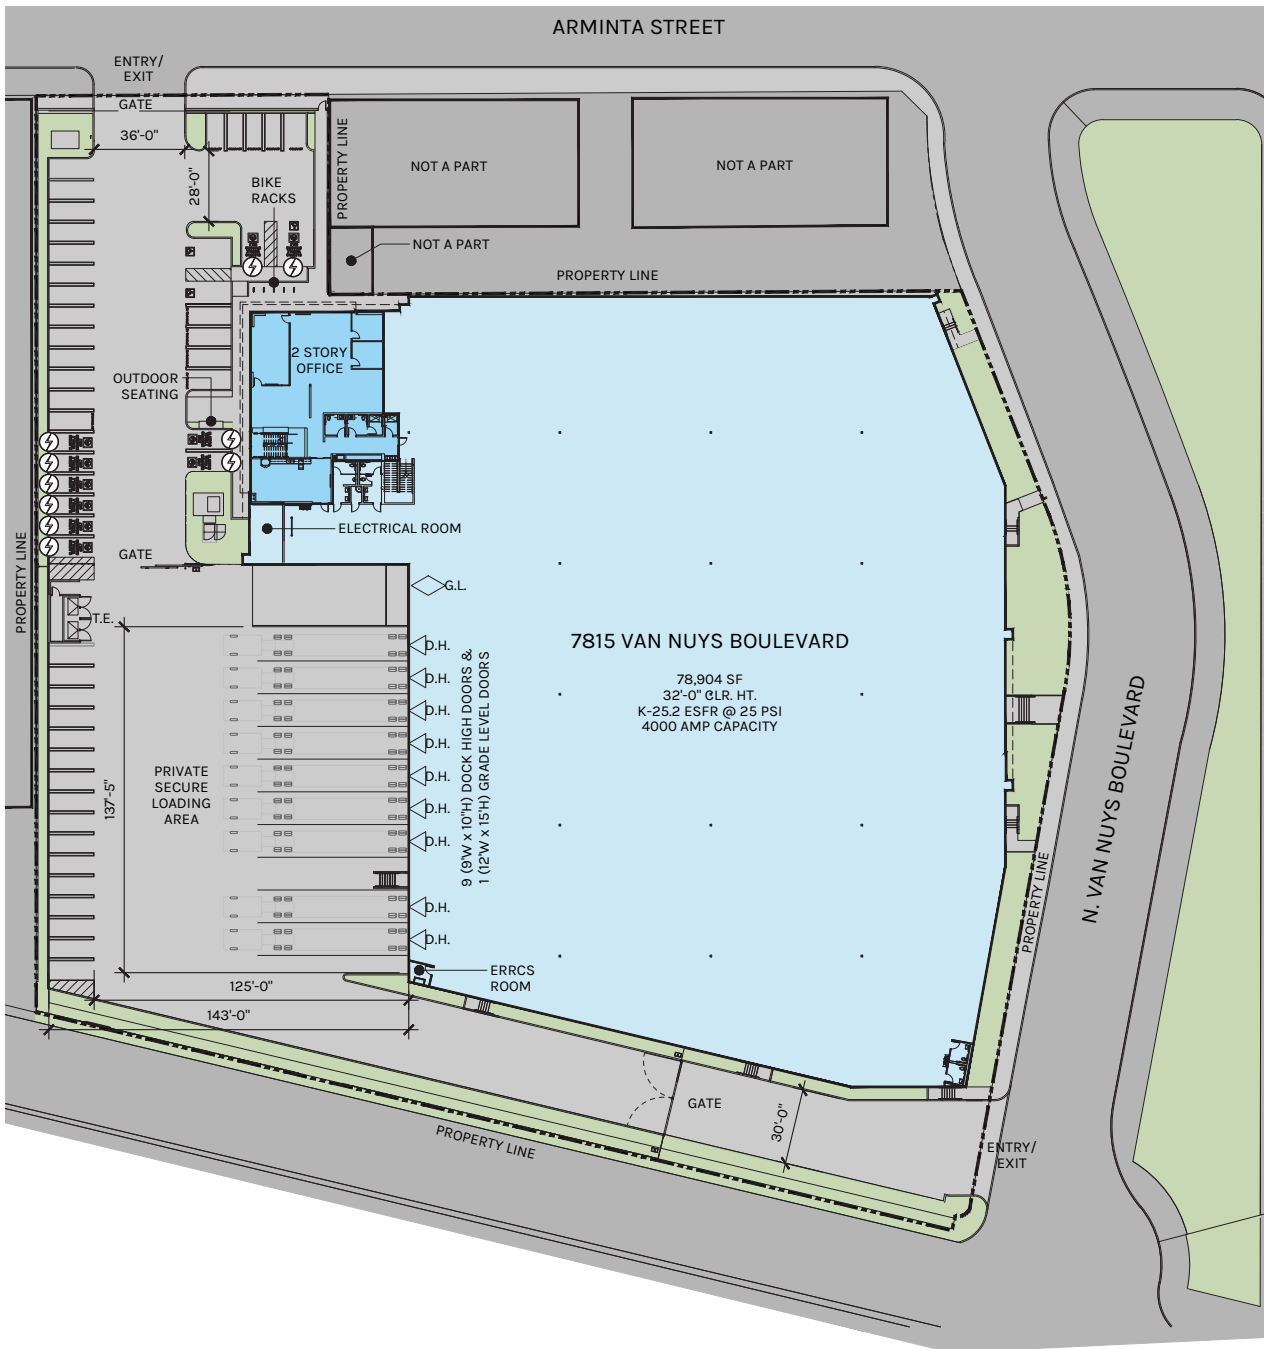 ARMINTA STREET
ENTRY/
EXIT
GATE
36'-0"
28'-0"
BIKE
RACKS
PROPERTY LINE
NOT A PART
NOT A PART
NOT A PART
PROPERTY LINE
2 STORY
OFFICE
OUTDOOR
SEATING
ELECTRICAL ROOM
GATE
PROPERTY LINE
T.E.
G.L.
D.H.
D.H.
D.H.
D.H.
D.H.
D.H.
D.H.
D.H.
D.H.
9 (9'W x 10"H) DOCK HIGH DOORS &
1 (12"W x 15'H) GRADE LEVEL DOORS
7815 VAN NUYS BOULEVARD
78,904 SF
32'-0" CLR. HT.
K-25.2 ESFR @ 25 PSI
4000 AMP CAPACITY
PRIVATE
SECURE
LOADING
AREA
137'-5"
N. VAN NUYS BOULEVARD
PROPERTY LINE
ERRCS
ROOM
125'-0"
143'-0"
GATE
30'-0"
PROPERTY LINE
ENTRY/
EXIT